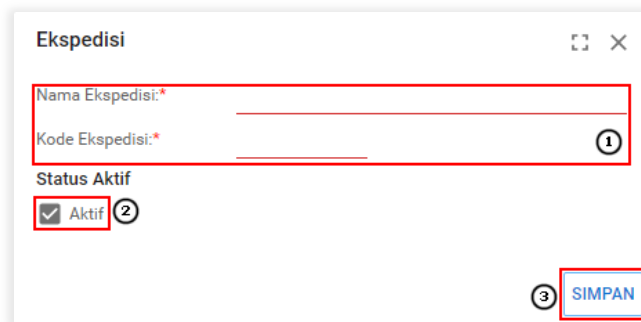 Ekspedisi
Nama Ekspedisi:*
Kode Ekspedisi:*
1
Status Aktif
Aktif 2
3 SIMPAN